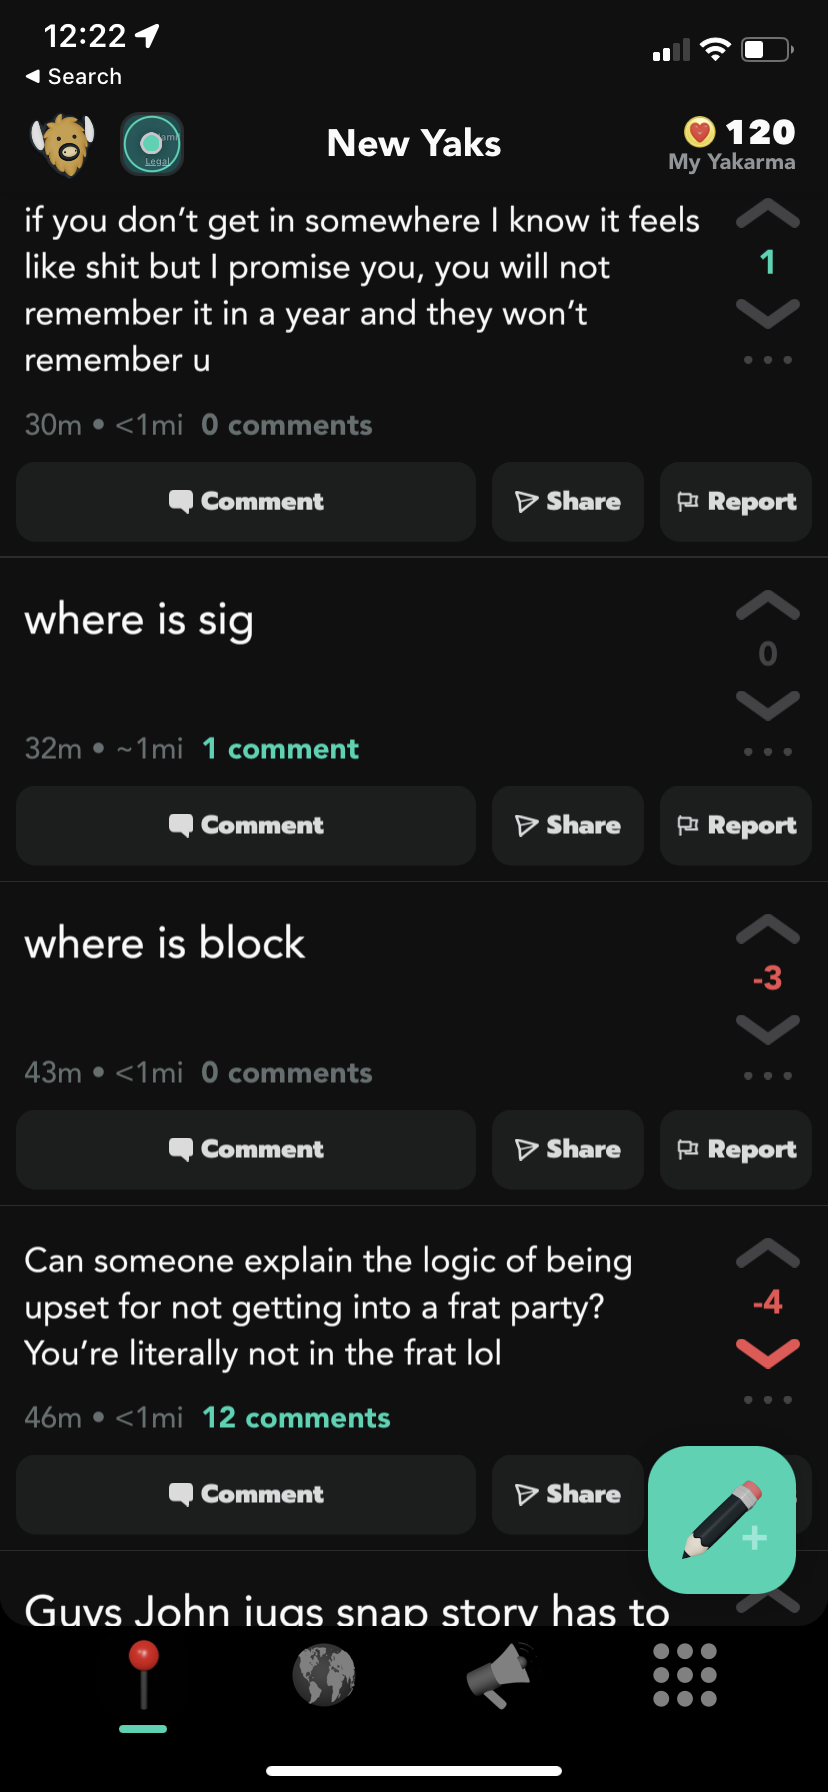 12:22
◀ Search
New Yaks
120
My Yakarma
Legal
if you don’t get in somewhere I know it feels
like shit but I promise you, you will not
remember it in a year and they won’t
remember u
1
30m • <1mi 0 comments
Comment Share Report
where is sig
0
32m • ~1mi 1 comment
Comment Share Report
where is block
-3
43m • <1mi 0 comments
Comment Share Report
Can someone explain the logic of being
upset for not getting into a frat party?
You’re literally not in the frat lol
-4
46m • <1mi 12 comments
Comment Share
Guys John jugs snap story has to